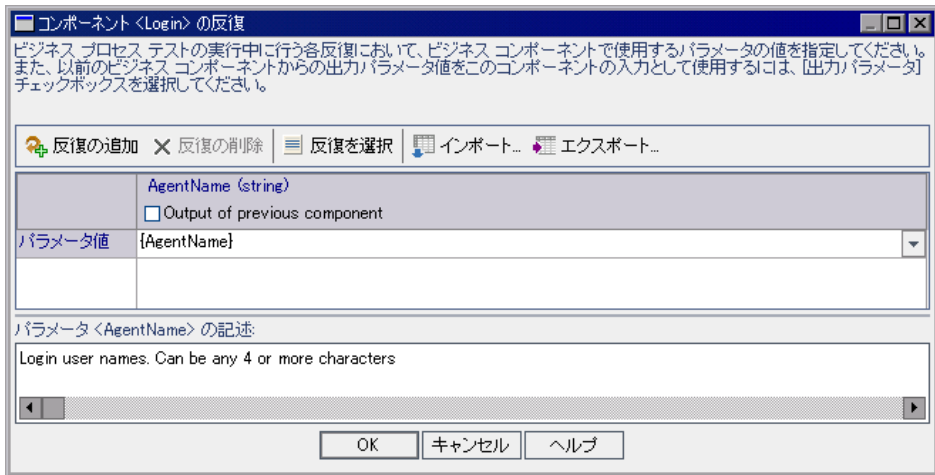 コンポーネント <Login> の反復
ビジネス プロセス テストの実行中に行う各反復において、ビジネス コンポーネントで使用するパラメータの値を指定してください。
また、以前のビジネス コンポーネントからの出力パラメータ値をこのコンポーネントの入力として使用するには、[出力パラメータ]
チェックボックスを選択してください。
反復の追加 反復の削除 反復を選択 インポート... エクスポート...
AgentName (string)
Output of previous component
パラメータ値 {AgentName}
パラメータ <AgentName> の記述:
Login user names. Can be any 4 or more characters
OK キャンセル ヘルプ